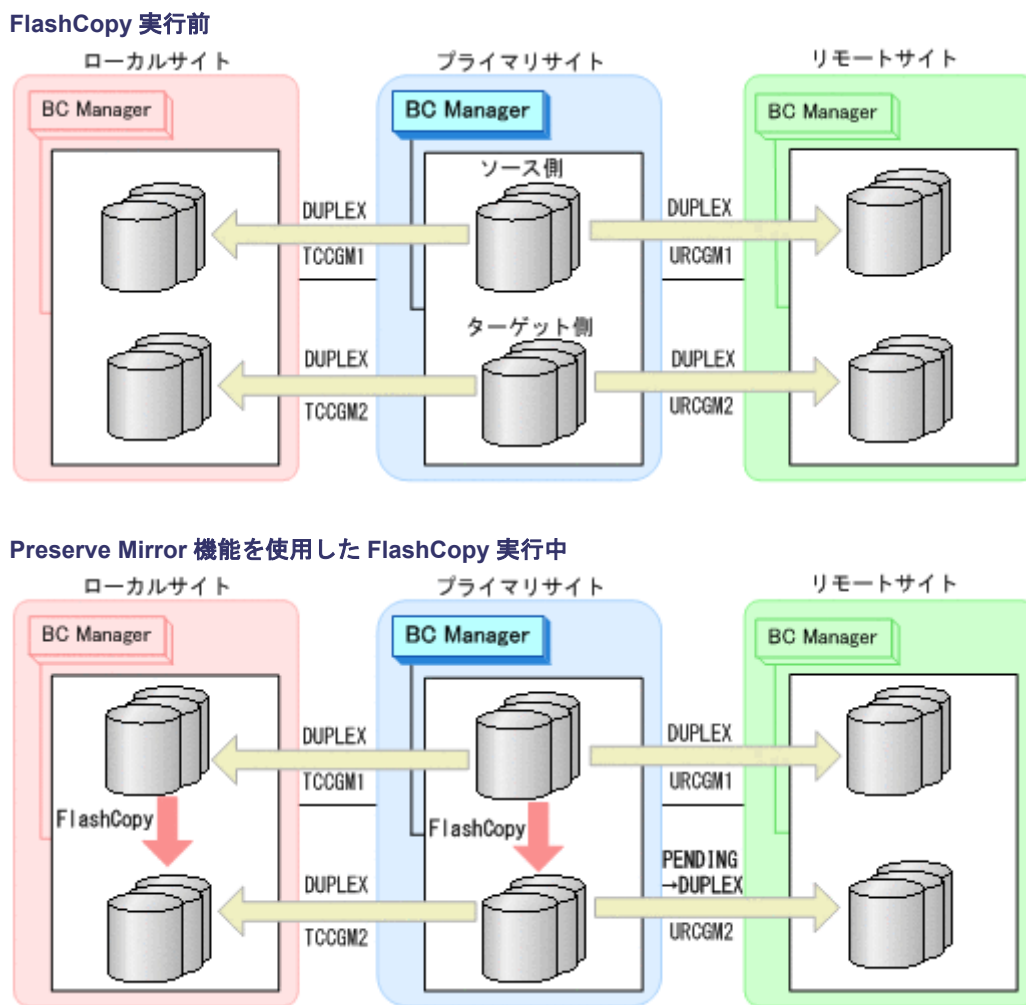 FlashCopy 実行前
ローカルサイト
プライマリサイト
リモートサイト
BC Manager
BC Manager
BC Manager
ソース側
DUPLEX
DUPLEX
TCCGM1
URCGM1
ターゲット側
DUPLEX
DUPLEX
TCCGM2
URCGM2
Preserve Mirror 機能を使用した FlashCopy 実行中
ローカルサイト
プライマリサイト
リモートサイト
BC Manager
BC Manager
BC Manager
DUPLEX
DUPLEX
TCCGM1
URCGM1
FlashCopy
FlashCopy
PENDING
→DUPLEX
DUPLEX
TCCGM2
URCGM2